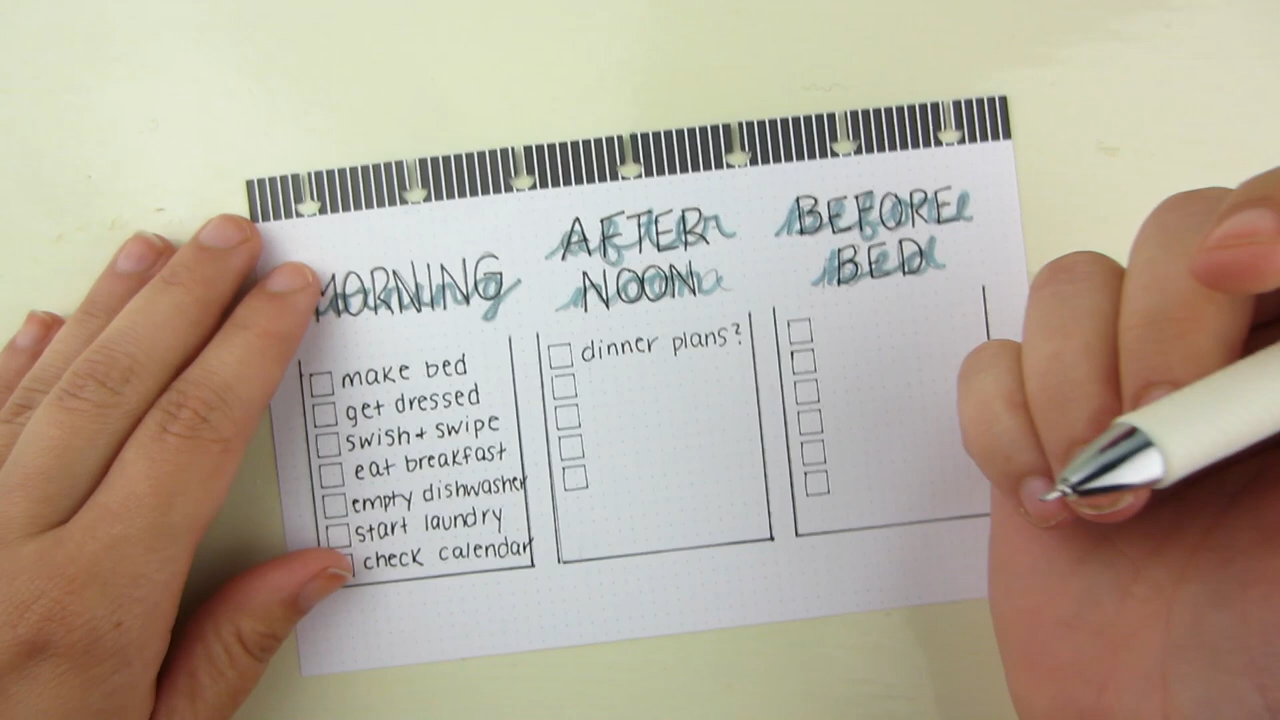 MORNING
make bed
get dressed
swish + swipe
eat breakfast
empty dishwasher
start laundry
check calendar
AFTER
NOON
dinner plans?
BEFORE
BED